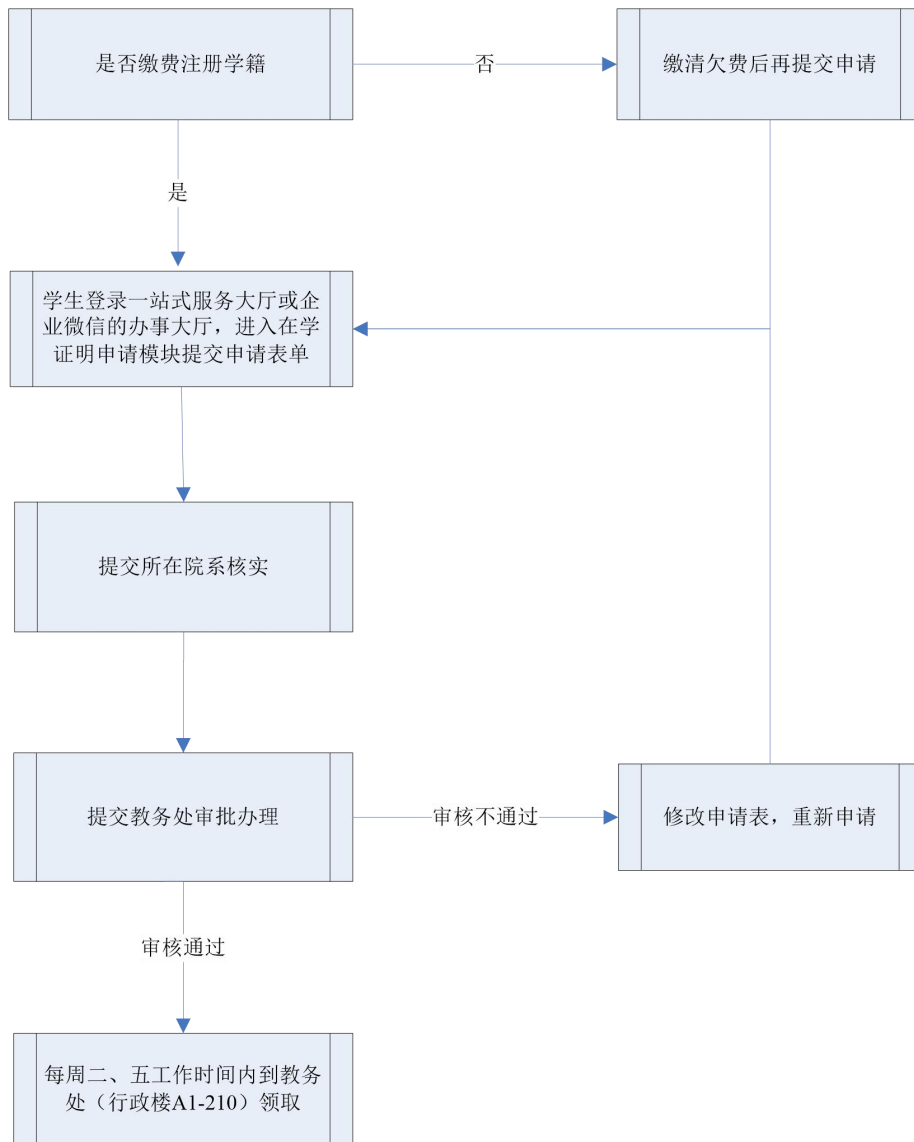 是否缴费注册学籍
否
缴清欠费后再提交申请
是
学生登录一站式服务大厅或企
业微信的办事大厅，进入在学
证明申请模块提交申请表单
提交所在院系核实
提交教务处审批办理
审核不通过
修改申请表，重新申请
审核通过
每周二、五工作时间内到教务
处（行政楼A1-210）领取